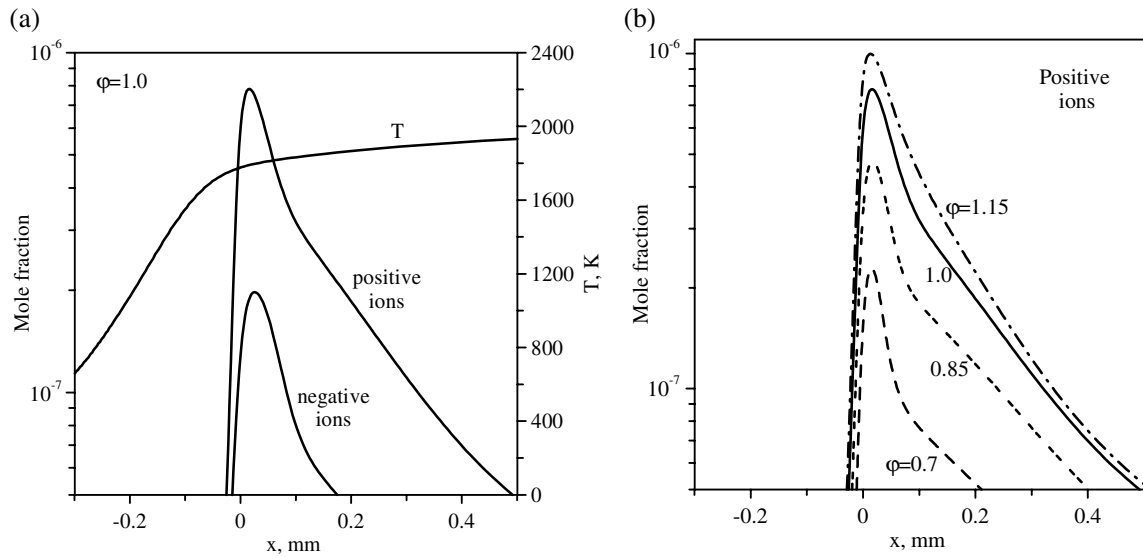 (a)
φ=1.0
T
positive
ions
negative
ions
Mole fraction
10⁻⁶
10⁻⁷
2400
2000
1600
1200
800
400
0
T, K
-0.2
0
0.2
0.4
x, mm
(b)
Positive
ions
φ=1.15
1.0
0.85
φ=0.7
Mole fraction
10⁻⁶
10⁻⁷
-0.2
0
0.2
0.4
x, mm